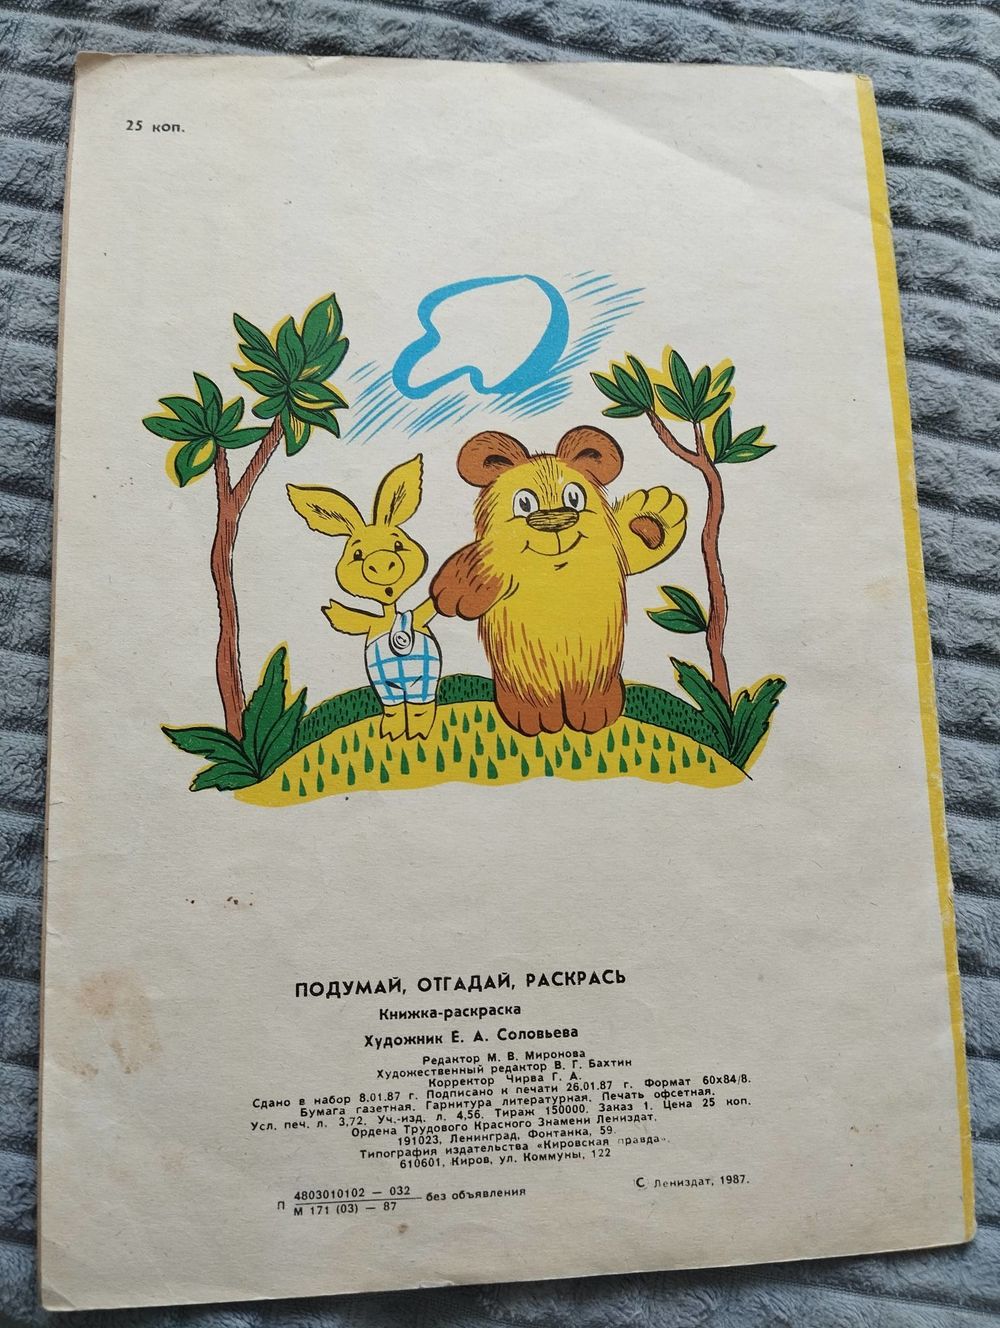 25 коп.
ПОДУМАЙ, ОТГАДАЙ, РАСКРАСЬ
Книжка-раскраска
Художник Е. А. Соловьева
Редактор М. В. Миронова
Художественный редактор В. Г. Бахтин
Корректор Чирва Г. А.
Сдано в набор 8.01.87 г. Подписано к печати 26.01.87 г. Формат 60х84/8.
Бумага газетная. Гарнитура литературная. Печать офсетная.
Усл. печ. л. 3,72. Уч.-изд. л. 4,56. Тираж 150000. Заказ 1. Цена 25 коп.
Ордена Трудового Красного Знамени Лениздат.
191023, Ленинград, Фонтанка, 59.
Типография издательства «Кировская правда».
610601, Киров, ул. Коммуны, 122
П 4803010102 — 032 без объявления
М 171 (03) — 87
С Лениздат, 1987.